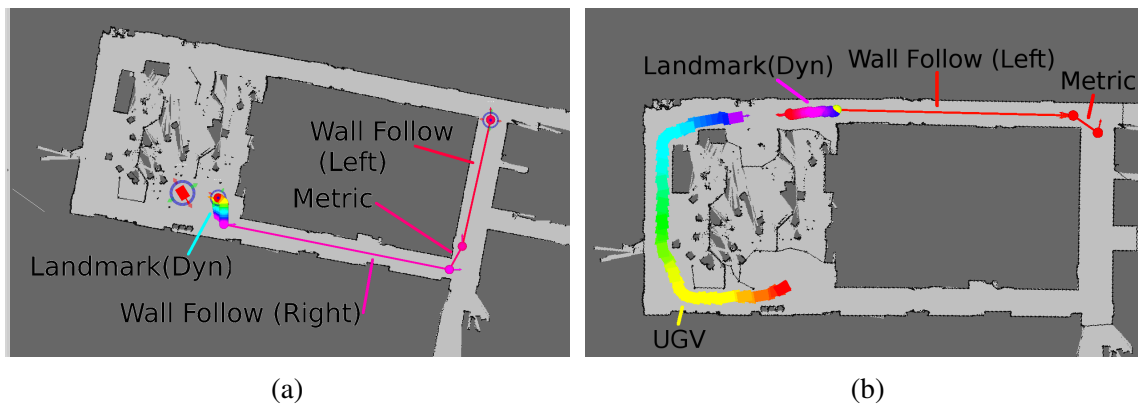 Wall Follow
(Left)
Metric
Landmark(Dyn)
Wall Follow (Right)
(a)
Wall Follow (Left)
Landmark(Dyn)
Metric
UGV
(b)